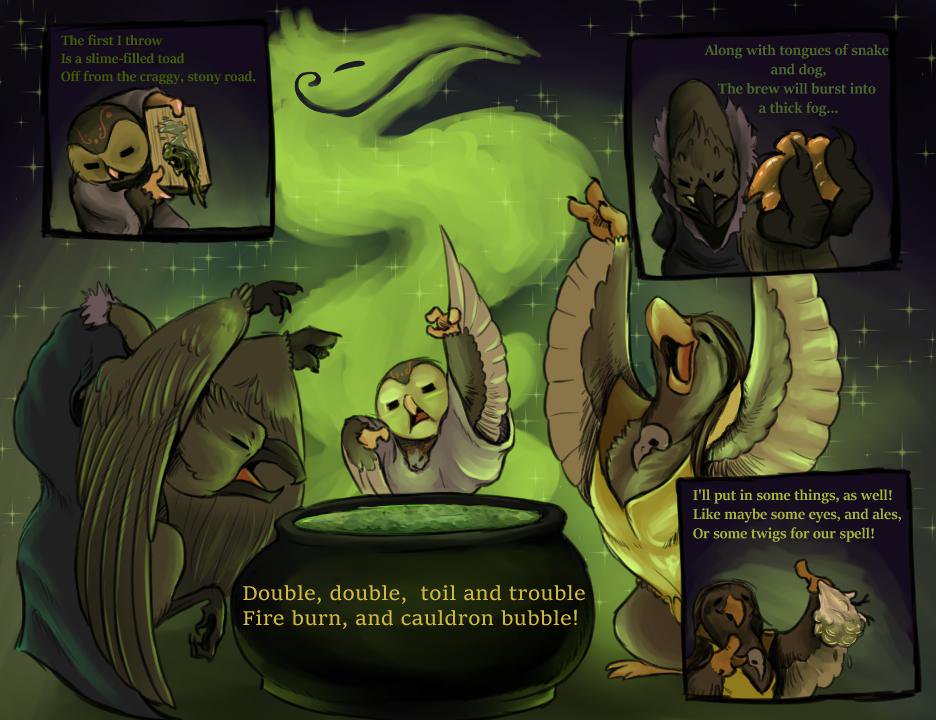 The first I throw
Is a slime-filled toad
Off from the craggy, stony road.
Along with tongues of snake
and dog,
The brew will burst into
a thick fog...
I'll put in some things, as well!
Like maybe some eyes, and ales,
Or some twigs for our spell!
Double, double, toil and trouble
Fire burn, and cauldron bubble!